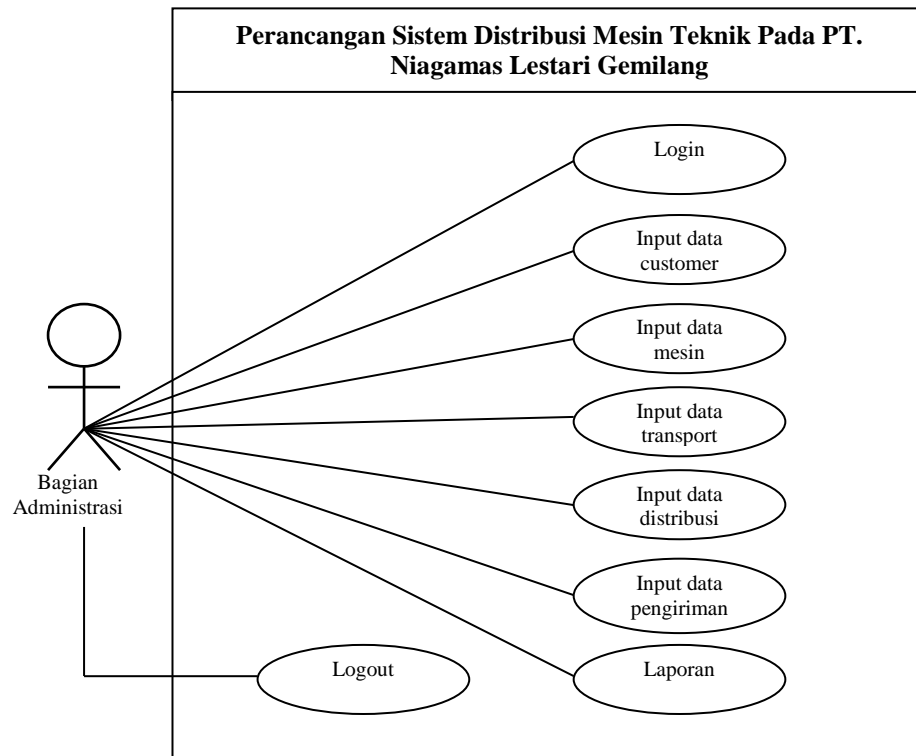 Perancangan Sistem Distribusi Mesin Teknik Pada PT.
Niagamas Lestari Gemilang
Login
Input data
customer
Input data
mesin
Input data
transport
Bagian
Administrasi
Input data
distribusi
Input data
pengiriman
Logout
Laporan